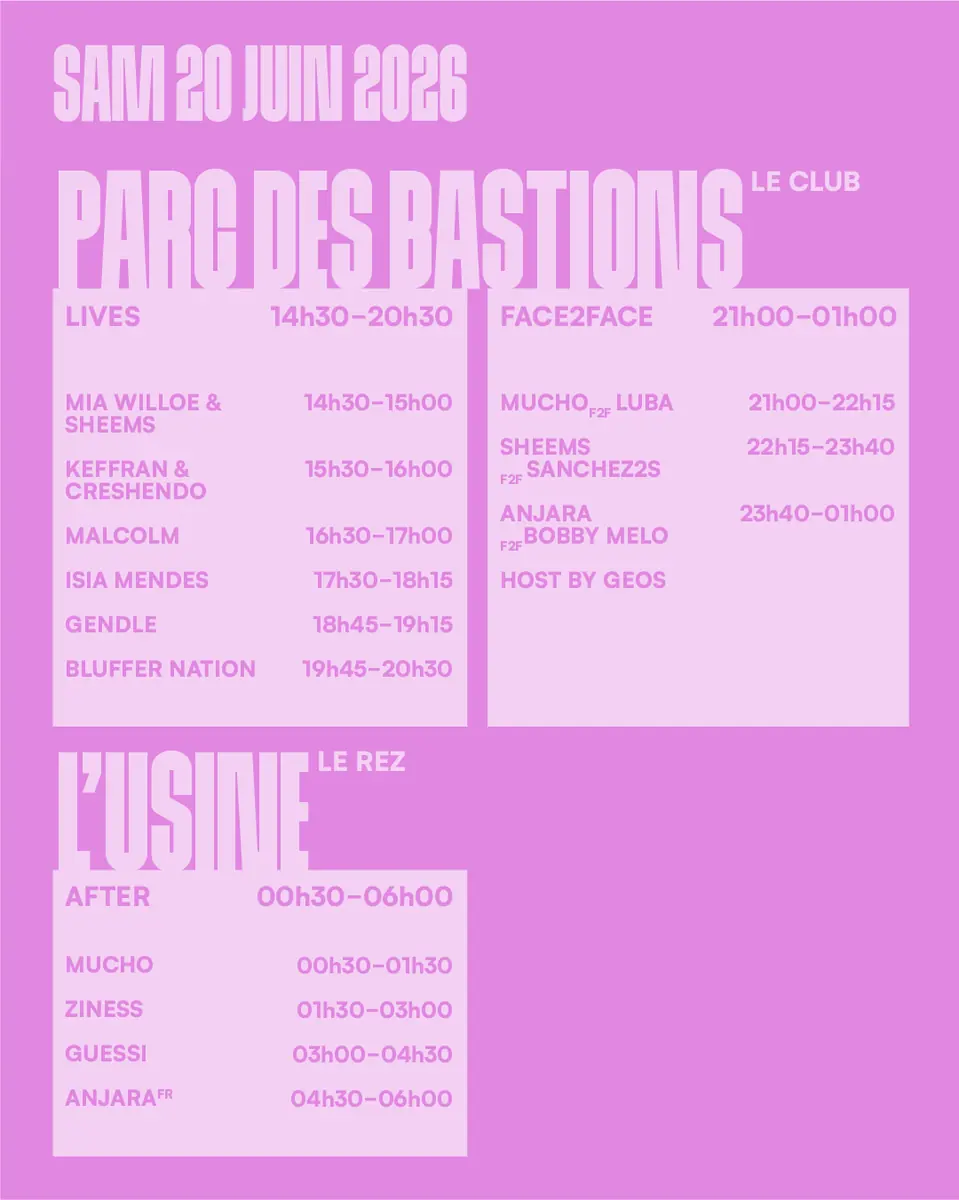 SAM 20 JUIN 2026
PARC DES BASTIONS LE CLUB
LIVES 14h30–20h30
MIA WILLOE & 14h30–15h00
SHEEMS
KEFFRAN & 15h30–16h00
CRESHENDO
MALCOLM 16h30–17h00
ISIA MENDES 17h30–18h15
GENDLE 18h45–19h15
BLUFFER NATION 19h45–20h30
FACE2FACE 21h00–01h00
MUCHO F2F LUBA 21h00–22h15
SHEEMS 22h15–23h40
F2F SANCHEZ2S
ANJARA 23h40–01h00
F2F BOBBY MELO
HOST BY GEOS
L'USINE LE REZ
AFTER 00h30–06h00
MUCHO 00h30–01h30
ZINESS 01h30–03h00
GUESSI 03h00–04h30
ANJARA FR 04h30–06h00